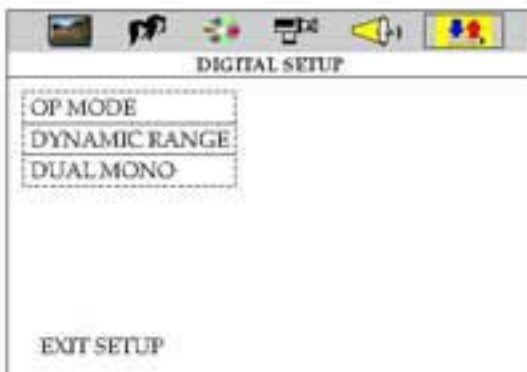 DIGITAL SETUP
OP MODE
DYNAMIC RANGE
DUAL MONO
EXIT SETUP